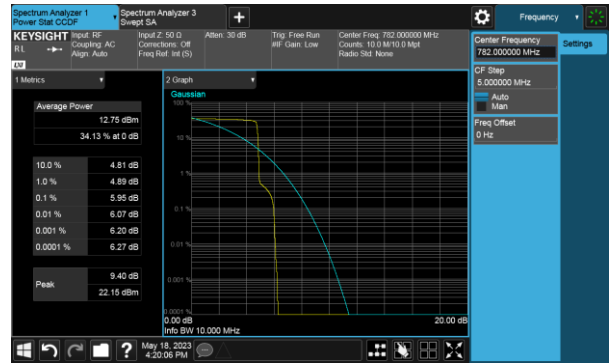 Spectrum Analyzer 1
Power Stat CCDF
Spectrum Analyzer 3
Swept SA
+
Frequency
KEYSIGHT
RL
Input: RF
Coupling: AC
Align: Auto
Input Z: 50 Ω
Corrections: Off
Freq Ref: Int (S)
Atten: 30 dB
Trig: Free Run
#IF Gain: Low
Center Freq: 782.000000 MHz
Counts: 10.0 M/10.0 Mpt
Radio Std: None
LXI
1 Metrics
Average Power
12.75 dBm
34.13 % at 0 dB
10.0 % 4.81 dB
1.0 % 4.89 dB
0.1 % 5.95 dB
0.01 % 6.07 dB
0.001 % 6.20 dB
0.0001 % 6.27 dB
Peak
9.40 dB
22.15 dBm
2 Graph
Gaussian
100 %
10 %
1 %
0.1 %
0.01 %
0.001 %
0.0001 %
0.00 dB
20.00 dB
Info BW 10.000 MHz
Center Frequency
782.000000 MHz
Settings
CF Step
5.000000 MHz
Auto
Man
Freq Offset
0 Hz
?
May 18, 2023
4:20:06 PM